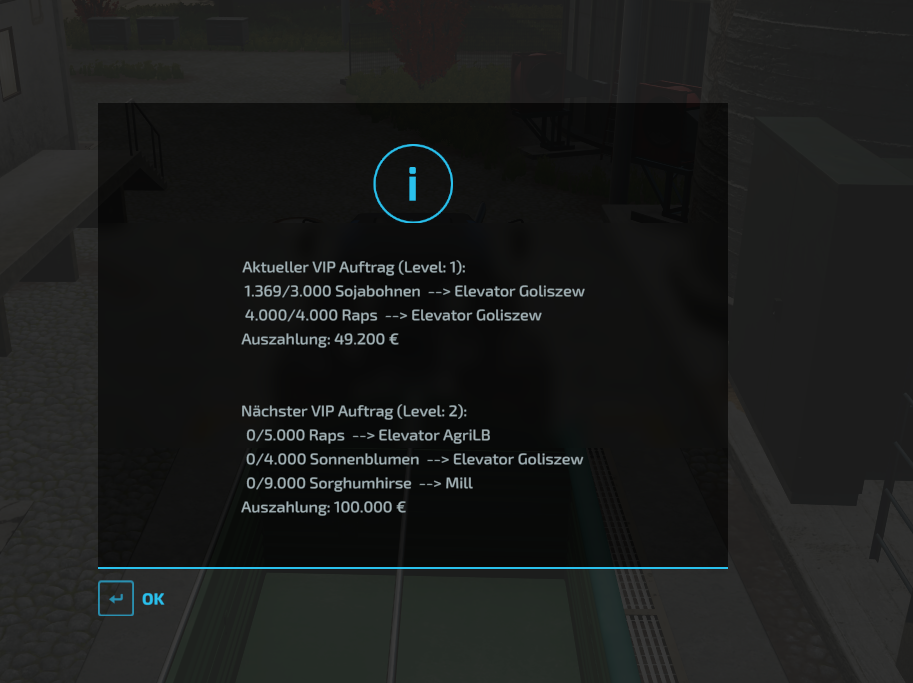 i
Aktueller VIP Auftrag (Level: 1):
1.369/3.000 Sojabohnen --> Elevator Goliszew
4.000/4.000 Raps --> Elevator Goliszew
Auszahlung: 49.200 €
Nächster VIP Auftrag (Level: 2):
0/5.000 Raps --> Elevator AgriLB
0/4.000 Sonnenblumen --> Elevator Goliszew
0/9.000 Sorghumhirse --> Mill
Auszahlung: 100.000 €
OK